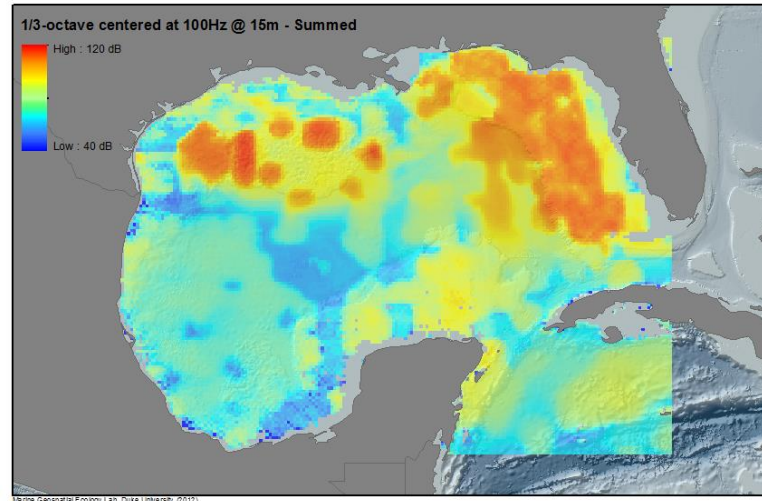 1/3-octave centered at 100Hz @ 15m - Summed
High : 120 dB
Low : 40 dB
Marine Geospatial Ecology Lab, Duke University (2012)